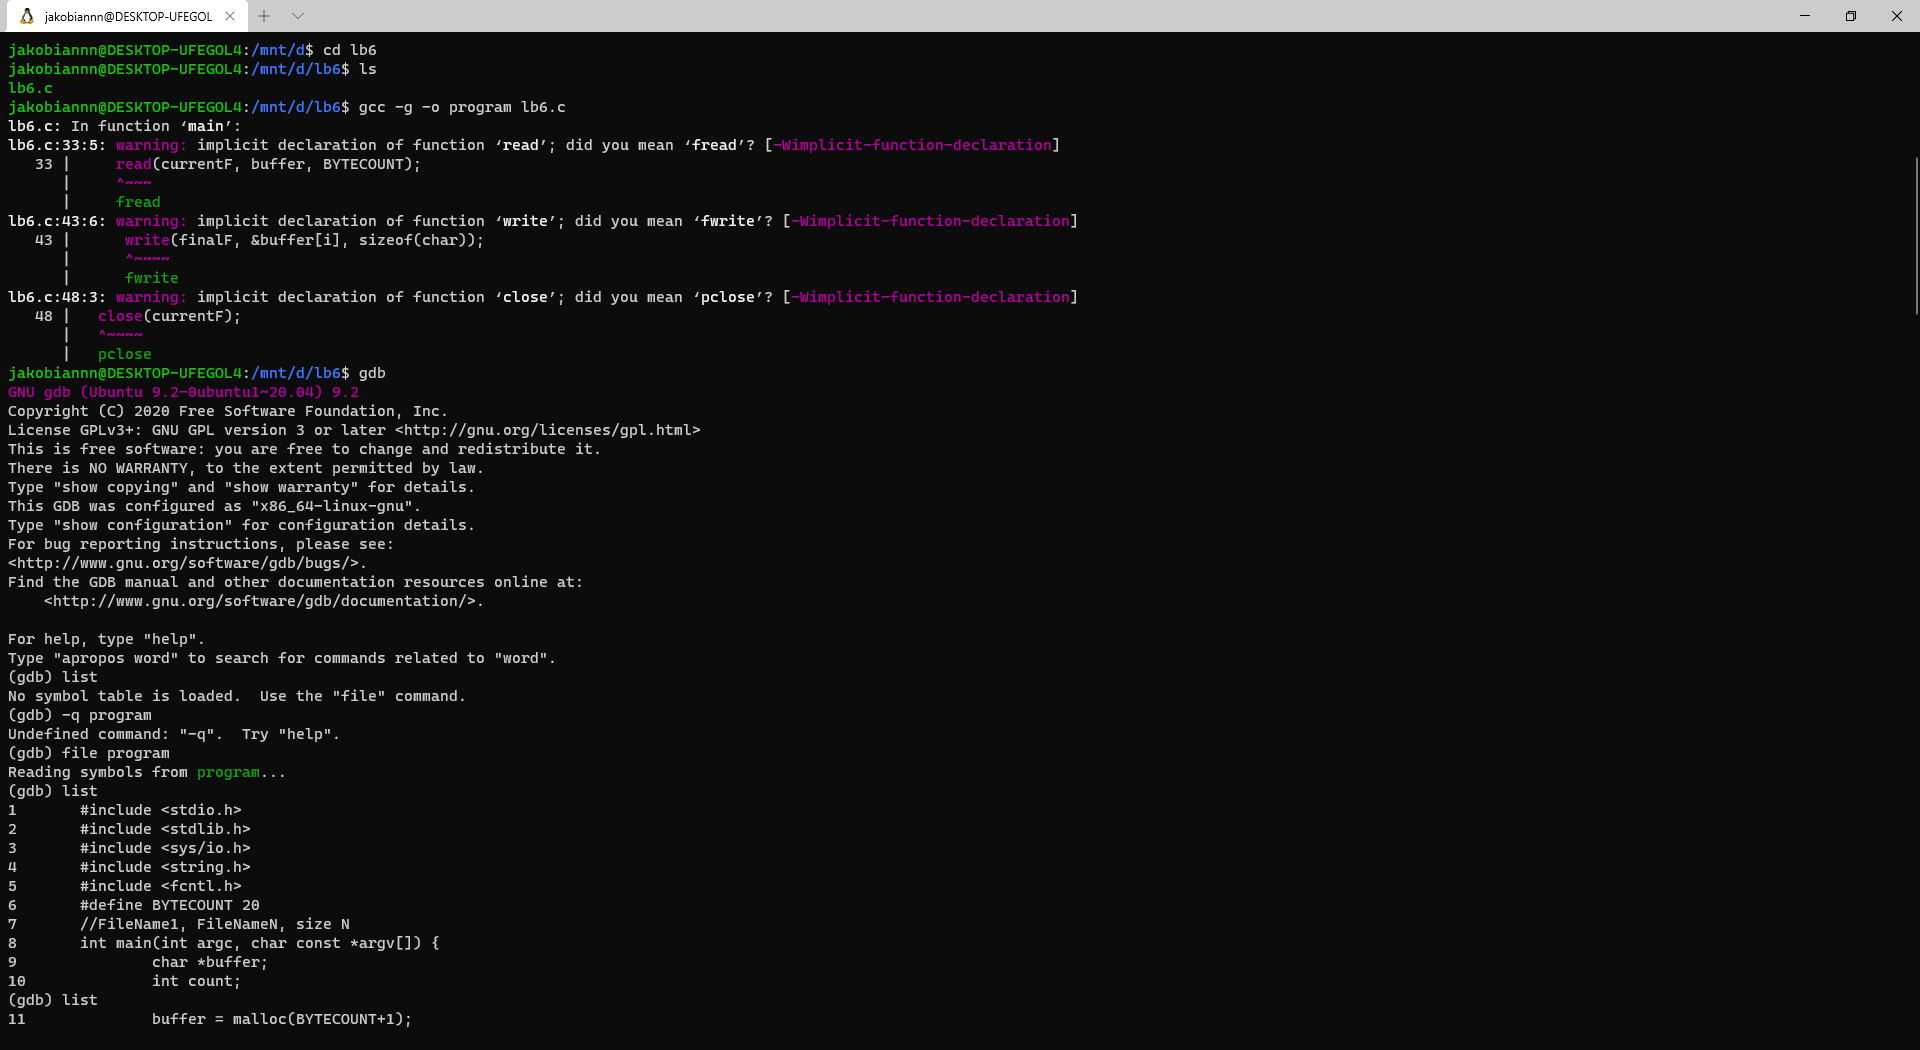 jakobiannn@DESKTOP-UFEGOL
jakobiannn@DESKTOP-UFEGOL4:/mnt/d$ cd lb6
jakobiannn@DESKTOP-UFEGOL4:/mnt/d/lb6$ ls
lb6.c
jakobiannn@DESKTOP-UFEGOL4:/mnt/d/lb6$ gcc -g -o program lb6.c
lb6.c: In function ‘main’:
lb6.c:33:5: warning: implicit declaration of function ‘read’; did you mean ‘fread’? [-Wimplicit-function-declaration]
   33 |     read(currentF, buffer, BYTECOUNT);
      |     ^~~~
      |     fread
lb6.c:43:6: warning: implicit declaration of function ‘write’; did you mean ‘fwrite’? [-Wimplicit-function-declaration]
   43 |      write(finalF, &buffer[i], sizeof(char));
      |      ^~~~~
      |      fwrite
lb6.c:48:3: warning: implicit declaration of function ‘close’; did you mean ‘pclose’? [-Wimplicit-function-declaration]
   48 |   close(currentF);
      |   ^~~~~
      |   pclose
jakobiannn@DESKTOP-UFEGOL4:/mnt/d/lb6$ gdb
GNU gdb (Ubuntu 9.2-0ubuntu1~20.04) 9.2
Copyright (C) 2020 Free Software Foundation, Inc.
License GPLv3+: GNU GPL version 3 or later <http://gnu.org/licenses/gpl.html>
This is free software: you are free to change and redistribute it.
There is NO WARRANTY, to the extent permitted by law.
Type "show copying" and "show warranty" for details.
This GDB was configured as "x86_64-linux-gnu".
Type "show configuration" for configuration details.
For bug reporting instructions, please see:
<http://www.gnu.org/software/gdb/bugs/>.
Find the GDB manual and other documentation resources online at:
    <http://www.gnu.org/software/gdb/documentation/>.

For help, type "help".
Type "apropos word" to search for commands related to "word".
(gdb) list
No symbol table is loaded.  Use the "file" command.
(gdb) -q program
Undefined command: "-q".  Try "help".
(gdb) file program
Reading symbols from program...
(gdb) list
1       #include <stdio.h>
2       #include <stdlib.h>
3       #include <sys/io.h>
4       #include <string.h>
5       #include <fcntl.h>
6       #define BYTECOUNT 20
7       //FileName1, FileNameN, size N
8       int main(int argc, char const *argv[]) {
9               char *buffer;
10              int count;
(gdb) list
11              buffer = malloc(BYTECOUNT+1);